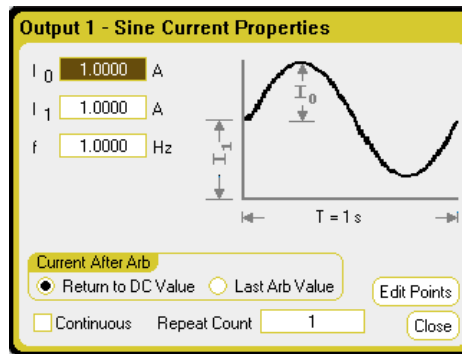 Output 1 - Sine Current Properties
I 0 1.0000 A
I 1 1.0000 A
f 1.0000 Hz
I0
I1
T = 1 s
Current After Arb
Return to DC Value Last Arb Value
Edit Points
Continuous Repeat Count 1
Close